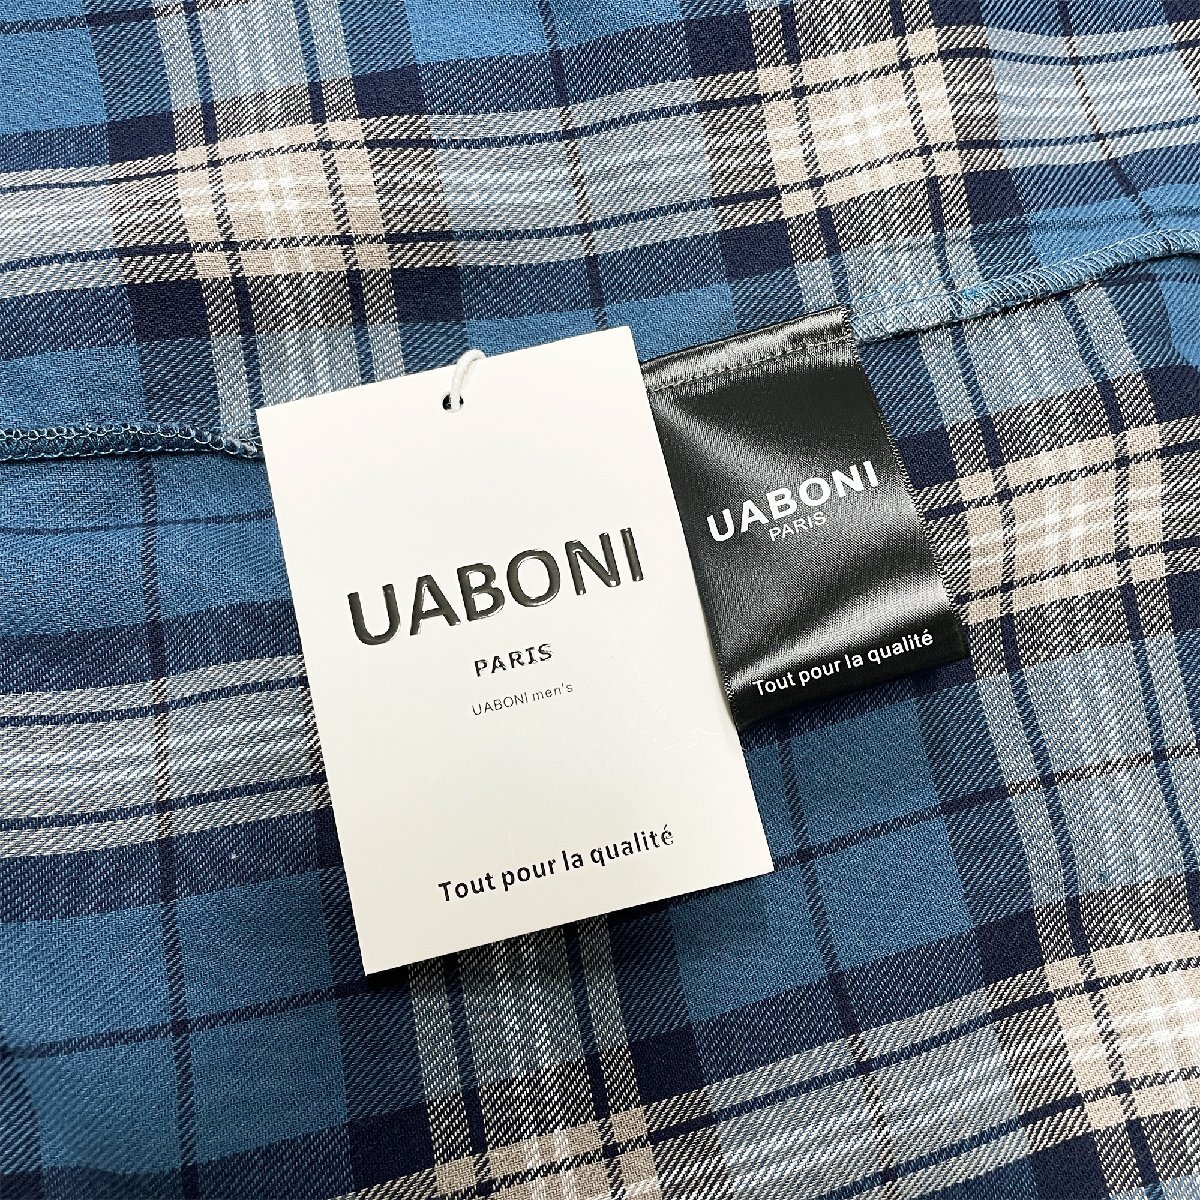 UABONI
PARIS
UABONI men's
Tout pour la qualité
UABONI
PARIS
Tout pour la qualité